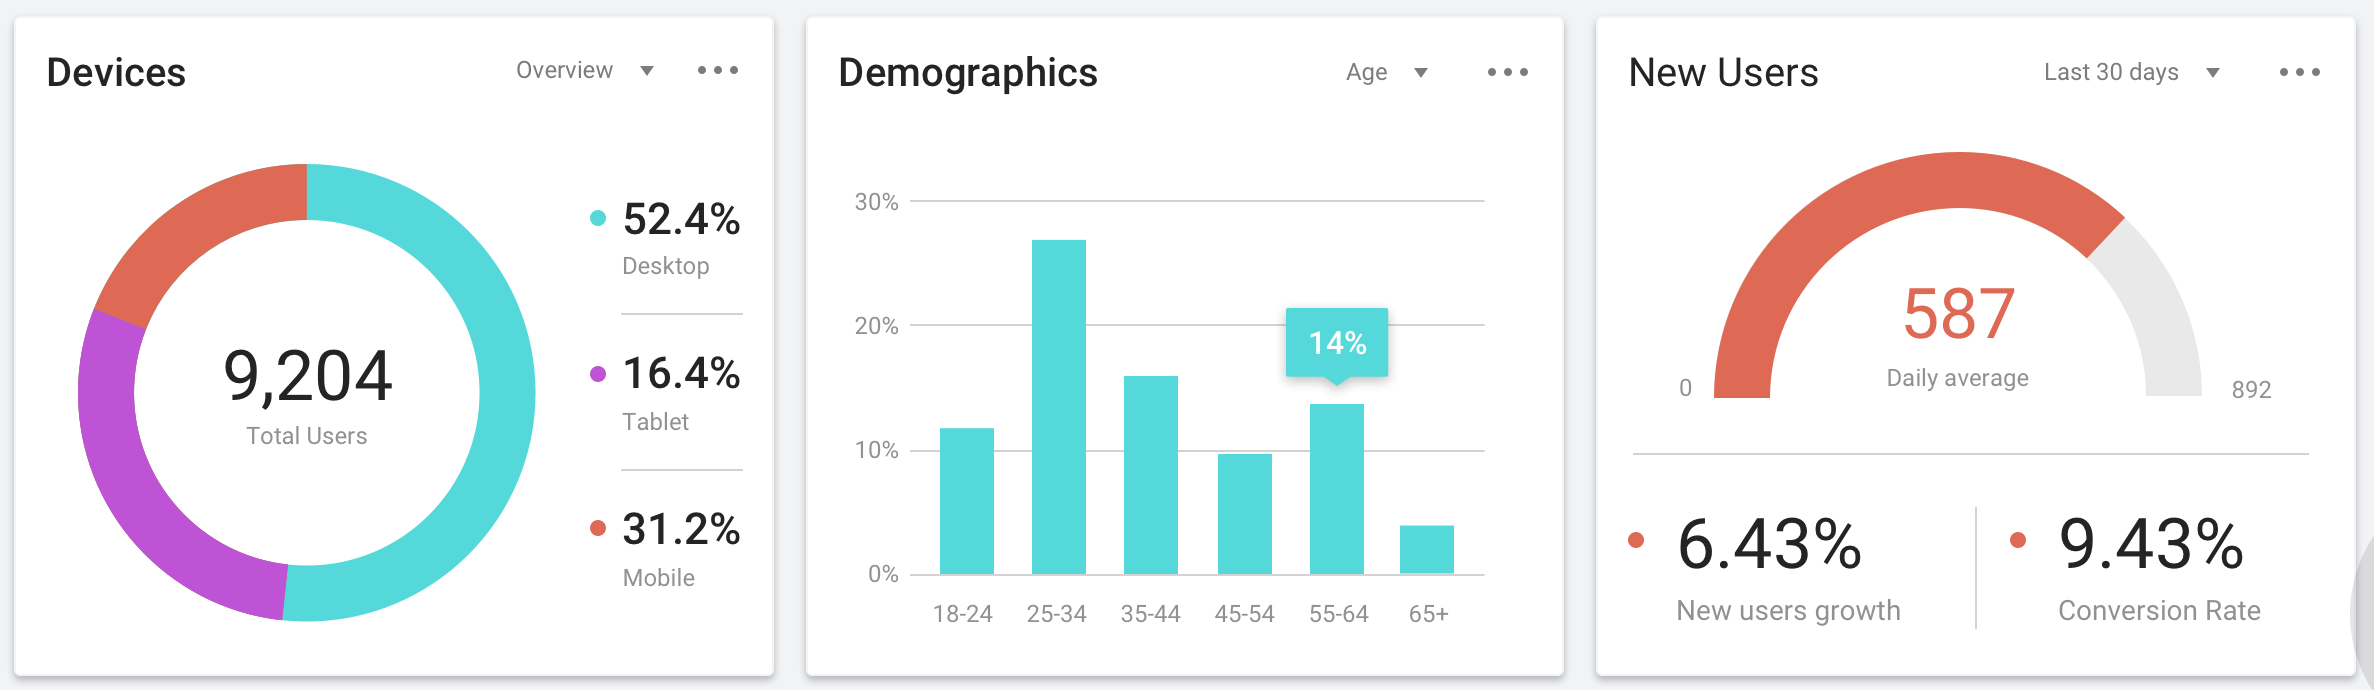 Devices
Overview
52.4%
Desktop
16.4%
Tablet
31.2%
Mobile
9,204
Total Users
Demographics
Age
30%
20%
10%
0%
14%
18-24 25-34 35-44 45-54 55-64 65+
New Users
Last 30 days
587
Daily average
0
892
6.43%
New users growth
9.43%
Conversion Rate